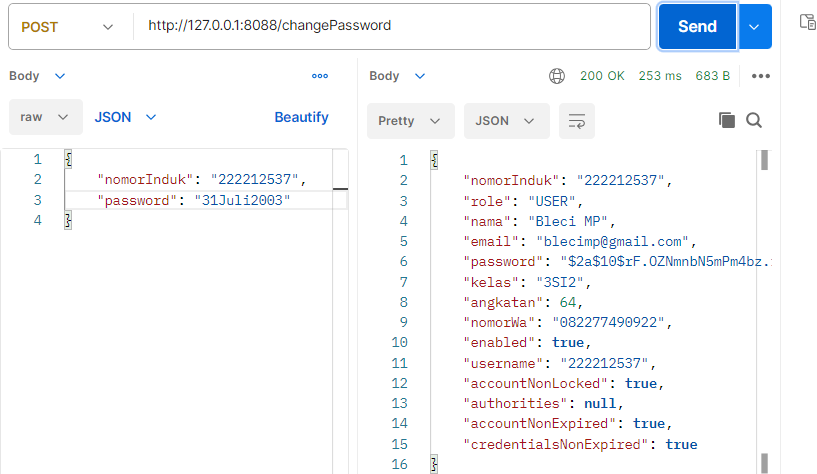 POST http://127.0.0.1:8088/changePassword Send
Body
raw JSON Beautify
1 {
2 "nomorInduk": "222212537",
3 "password": "31Juli2003"
4 }
Body 200 OK 253 ms 683 B
Pretty JSON
1 {
2 "nomorInduk": "222212537",
3 "role": "USER",
4 "nama": "Bleci MP",
5 "email": "blecimp@gmail.com",
6 "password": "$2a$10$rF.OZNmnbN5mPm4bz.
7 "kelas": "3SI2",
8 "angkatan": 64,
9 "nomorWa": "082277490922",
10 "enabled": true,
11 "username": "222212537",
12 "accountNonLocked": true,
13 "authorities": null,
14 "accountNonExpired": true,
15 "credentialsNonExpired": true
16 }